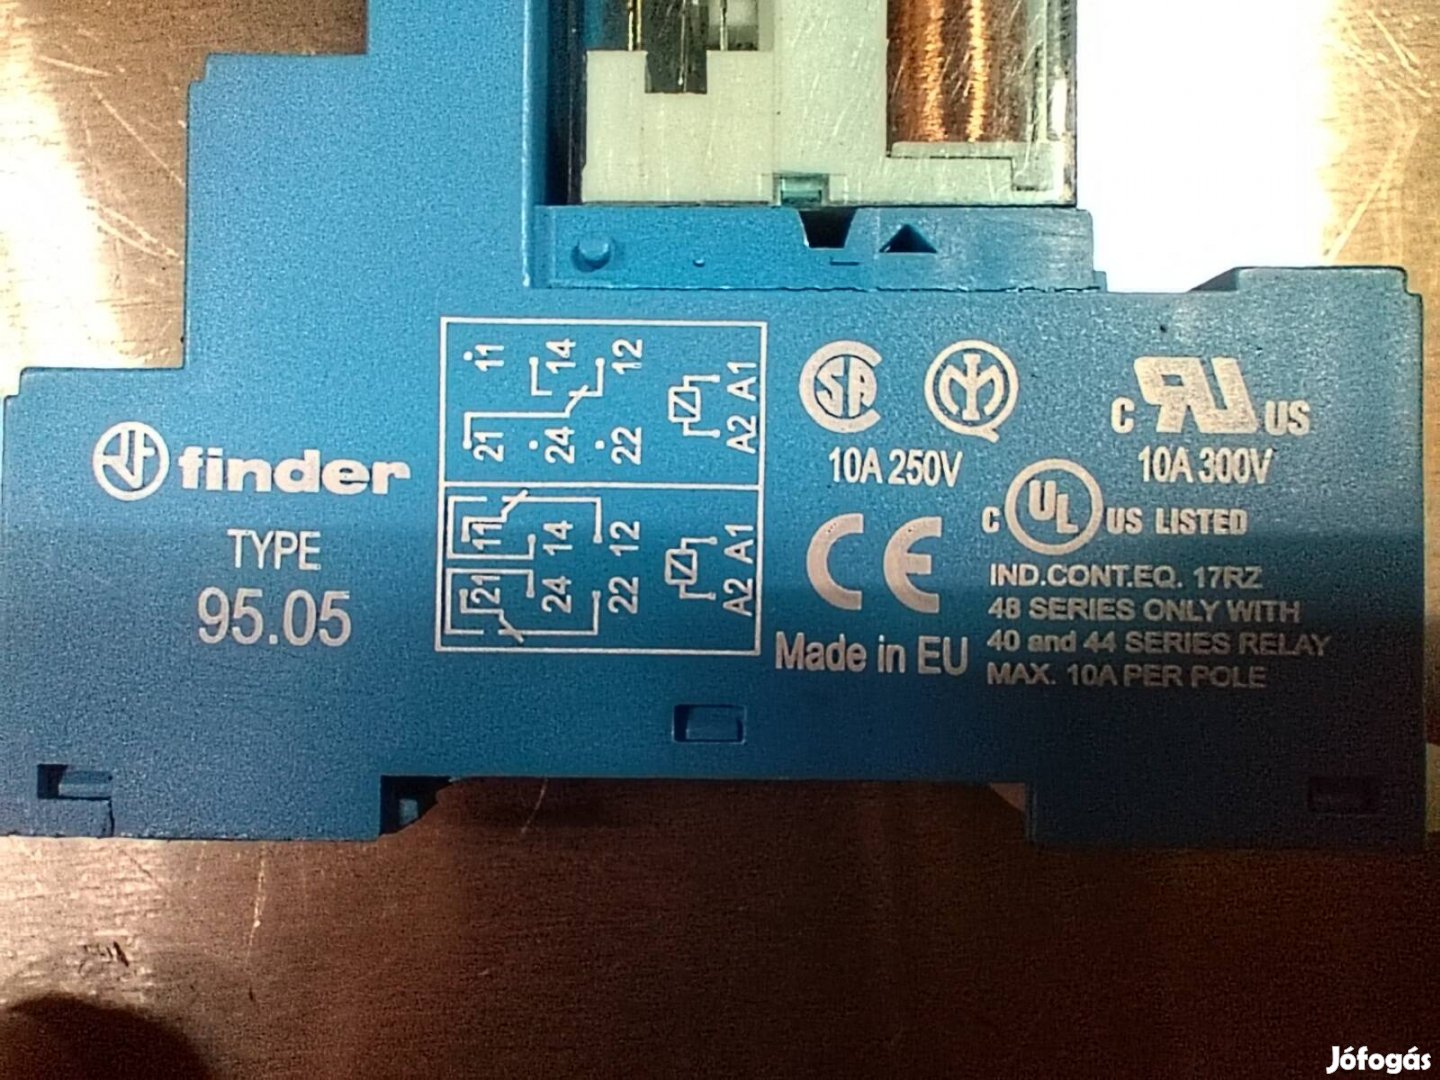 finder
TYPE
95.05
11 14 12
21 24 22
A2 A1
11 14 12
21 24 22
A2 A1
10A 250V
c RU US
10A 300V
CE
c UL US LISTED
Made in EU
IND.CONT.EQ. 17RZ
48 SERIES ONLY WITH
40 and 44 SERIES RELAY
MAX. 10A PER POLE
Jófogás